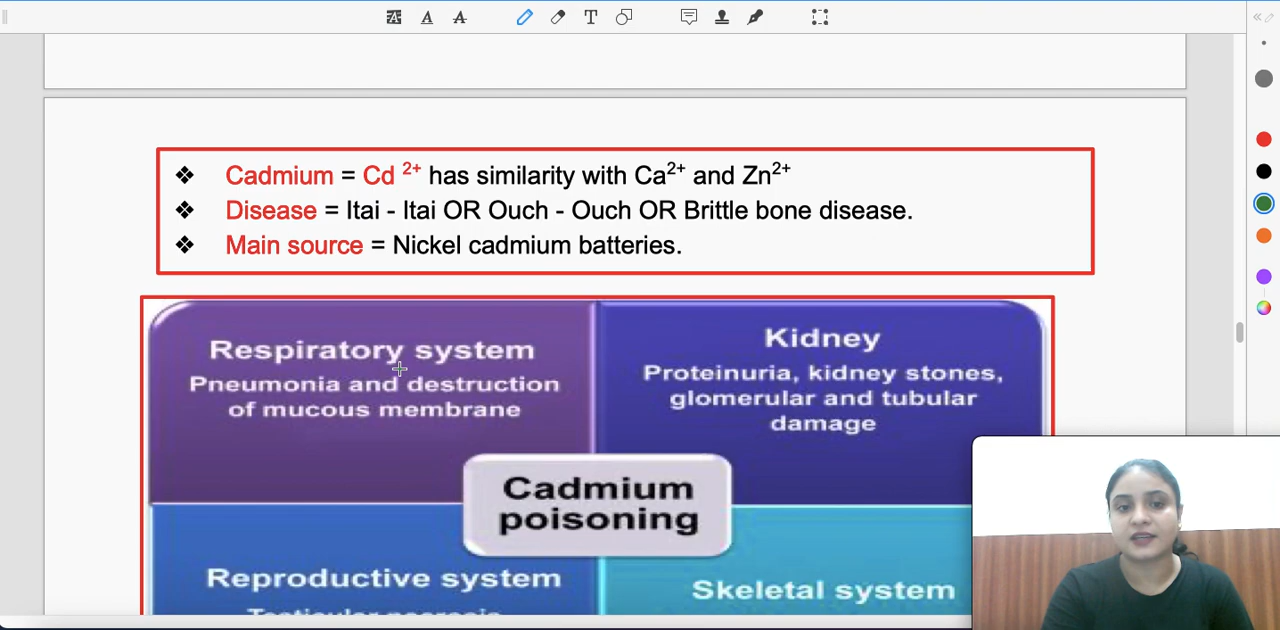 ❖ Cadmium = Cd ²⁺ has similarity with Ca²⁺ and Zn²⁺
❖ Disease = Itai - Itai OR Ouch - Ouch OR Brittle bone disease.
❖ Main source = Nickel cadmium batteries.
Respiratory system
Pneumonia and destruction
of mucous membrane
Kidney
Proteinuria, kidney stones,
glomerular and tubular
damage
Cadmium
poisoning
Reproductive system
Testicular necrosis
Skeletal system